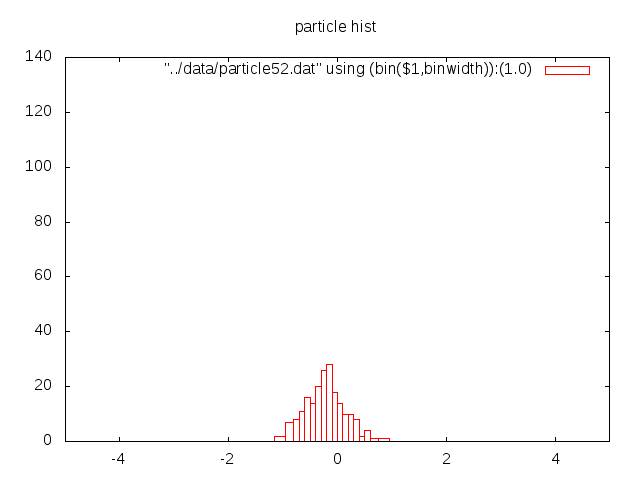 particle hist
140
"../data/particle52.dat" using (bin($1,binwidth)):(1.0)
120
100
80
60
40
20
0
-4 -2 0 2 4